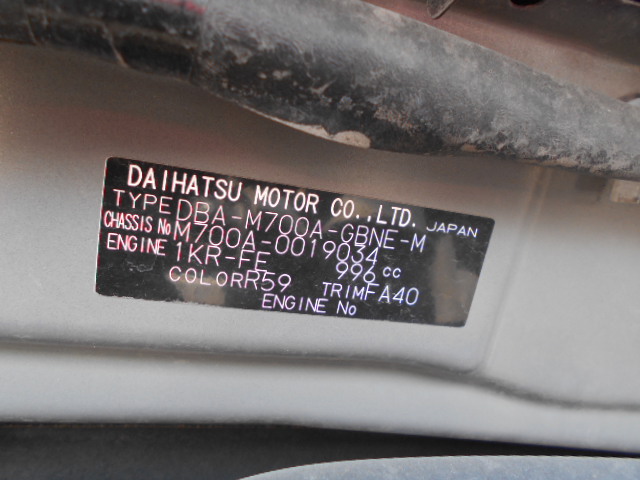 DAIHATSU MOTOR CO.,LTD. JAPAN
TYPE DBA-M700A-GBNE-M
CHASSIS No M700A-0019034
ENGINE 1KR-FE 996 cc
COLOR R59 TRIM FA40
ENGINE No